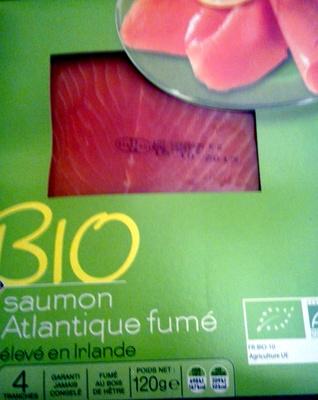 BIO
saumon
Atlantique fumé
élevé en Irlande
FR-BIO-10
Agriculture UE
4
TRANCHES
GARANTI
JAMAIS
CONGELÉ
FUMÉ
AU BOIS
DE HÊTRE
POIDS NET :
120g e